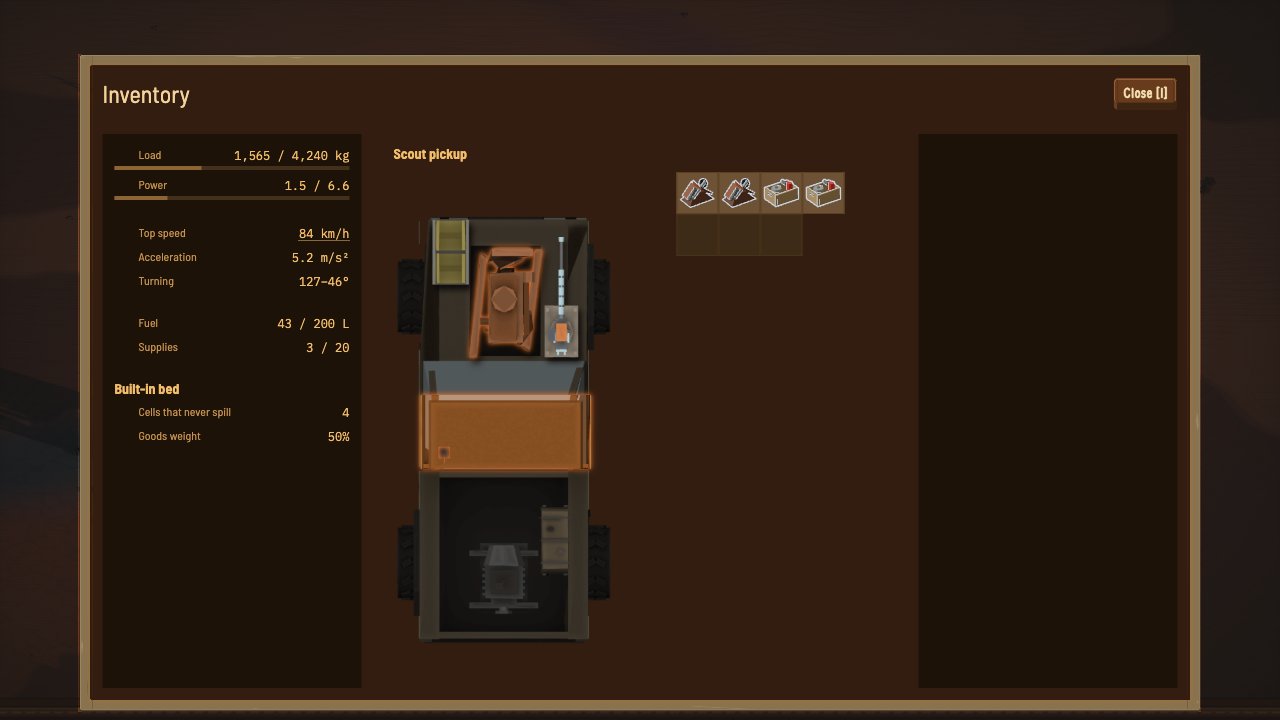 Inventory
Close [I]
Load 1,565 / 4,240 kg
Power 1.5 / 6.6
Top speed 84 km/h
Acceleration 5.2 m/s²
Turning 127–46°
Fuel 43 / 200 L
Supplies 3 / 20
Built-in bed
Cells that never spill 4
Goods weight 50%
Scout pickup